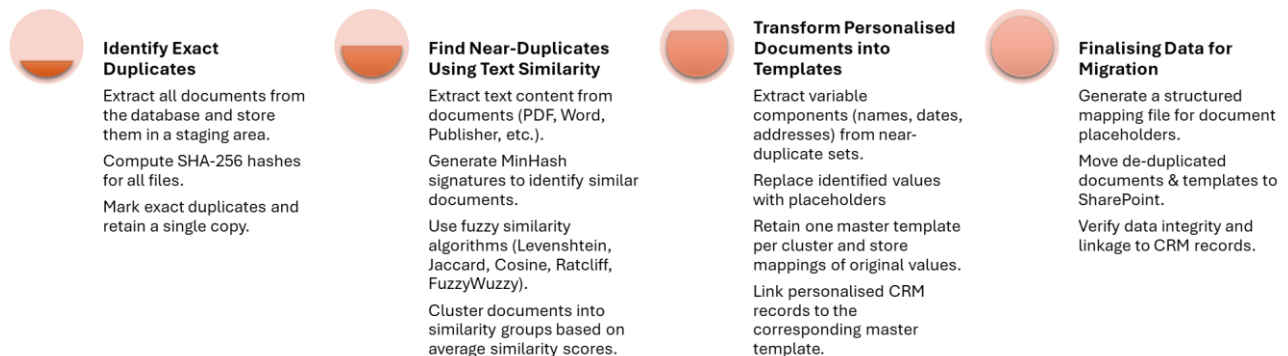 Identify Exact
Duplicates
Extract all documents from
the database and store
them in a staging area.
Compute SHA-256 hashes
for all files.
Mark exact duplicates and
retain a single copy.
Find Near-Duplicates
Using Text Similarity
Extract text content from
documents (PDF, Word,
Publisher, etc.).
Generate MinHash
signatures to identify similar
documents.
Use fuzzy similarity
algorithms (Levenshtein,
Jaccard, Cosine, Ratcliff,
FuzzyWuzzy).
Cluster documents into
similarity groups based on
average similarity scores.
Transform Personalised
Documents into
Templates
Extract variable
components (names, dates,
addresses) from near-
duplicate sets.
Replace identified values
with placeholders
Retain one master template
per cluster and store
mappings of original values.
Link personalised CRM
records to the
corresponding master
template.
Finalising Data for
Migration
Generate a structured
mapping file for document
placeholders.
Move de-duplicated
documents & templates to
SharePoint.
Verify data integrity and
linkage to CRM records.